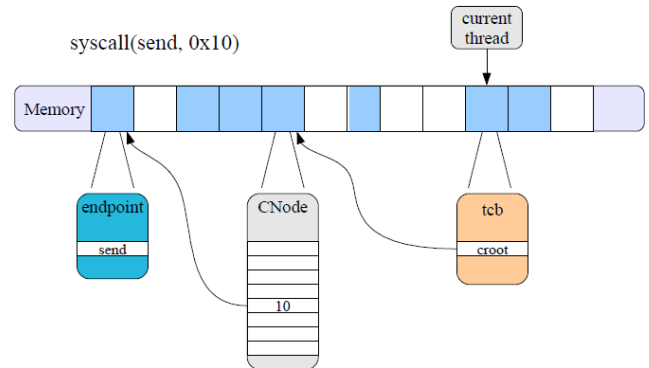 current
thread
syscall(send, 0x10)
Memory
endpoint
CNode
tcb
send
croot
10